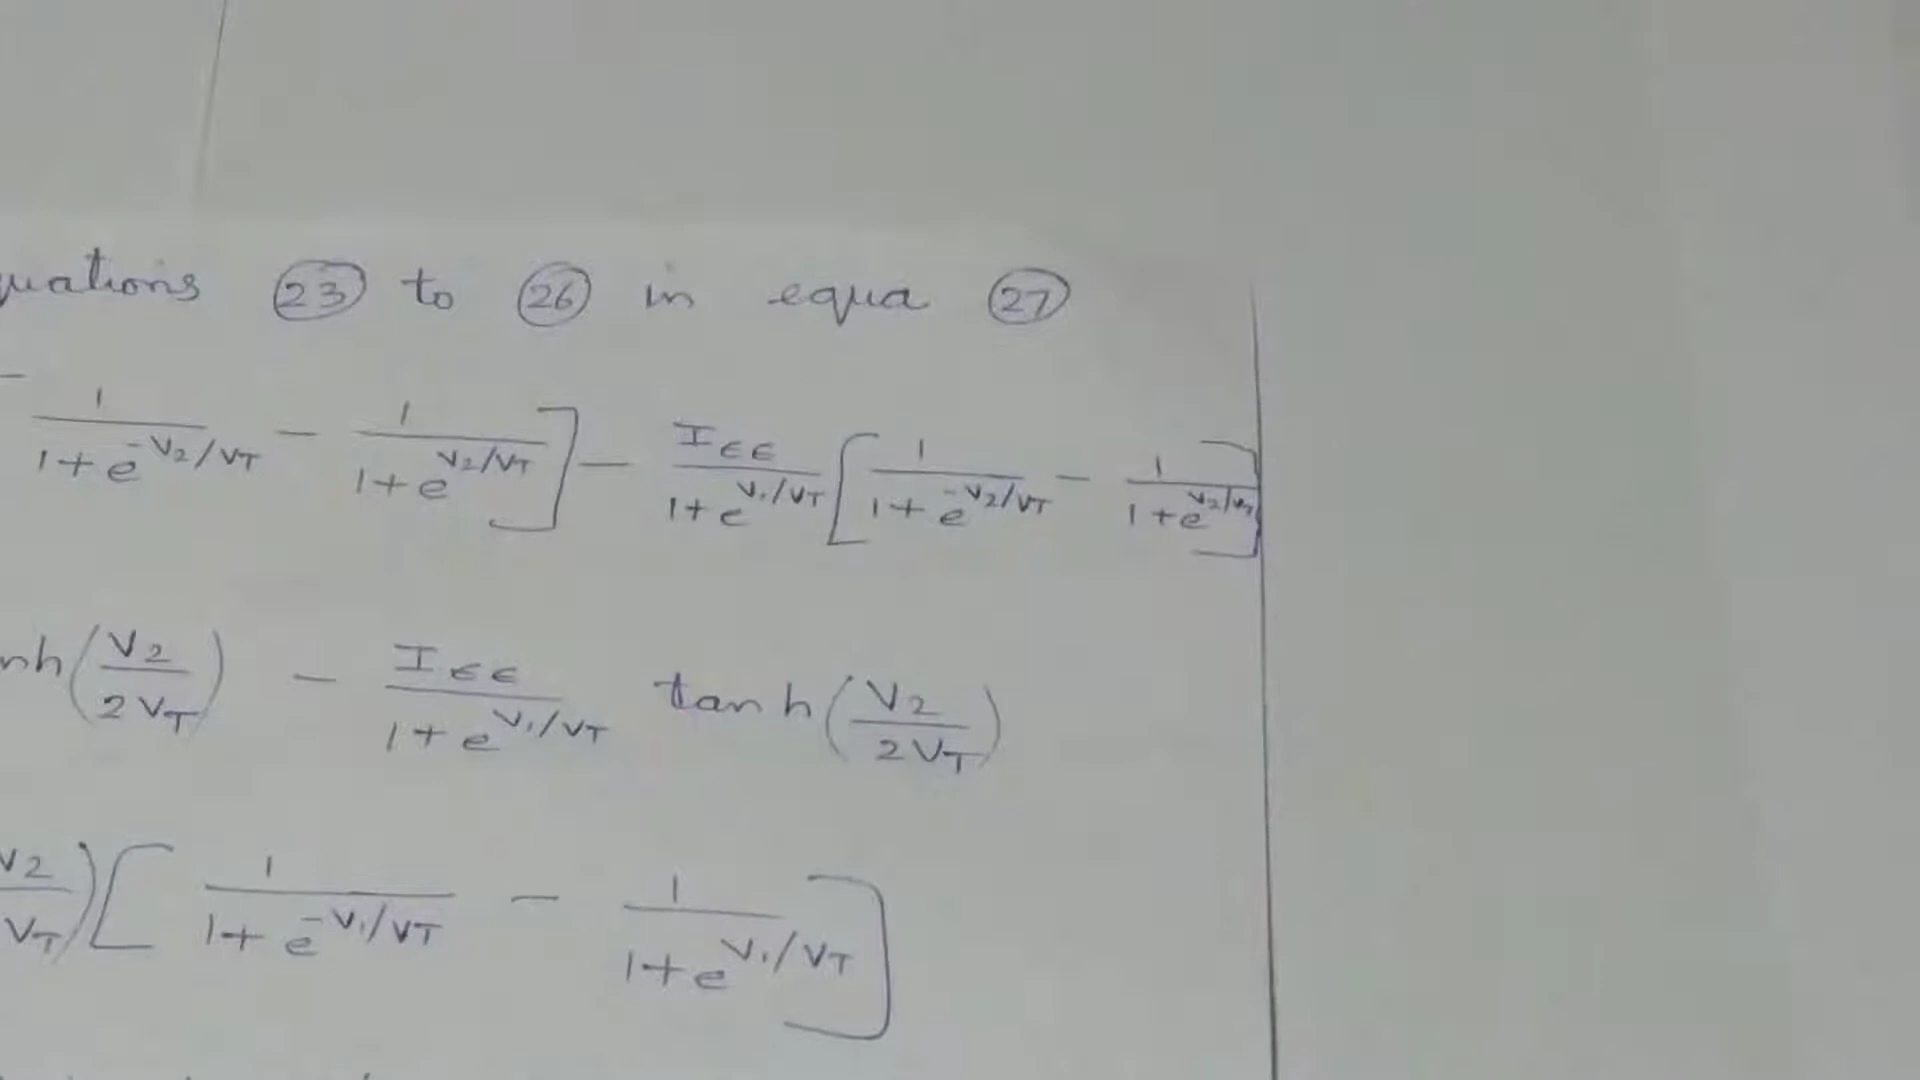 quations (23) to (26) in equa (27)
1/(1+e^{-V2/VT}) - 1/(1+e^{V2/VT})] - IEE/(1+e^{V1/VT}) [1/(1+e^{-V2/VT}) - 1/(1+e^{V2/VT})]
nh(V2/2VT) - IEE/(1+e^{V1/VT}) tanh(V2/2VT)
V2/VT)[1/(1+e^{-V1/VT}) - 1/(1+e^{V1/VT})]